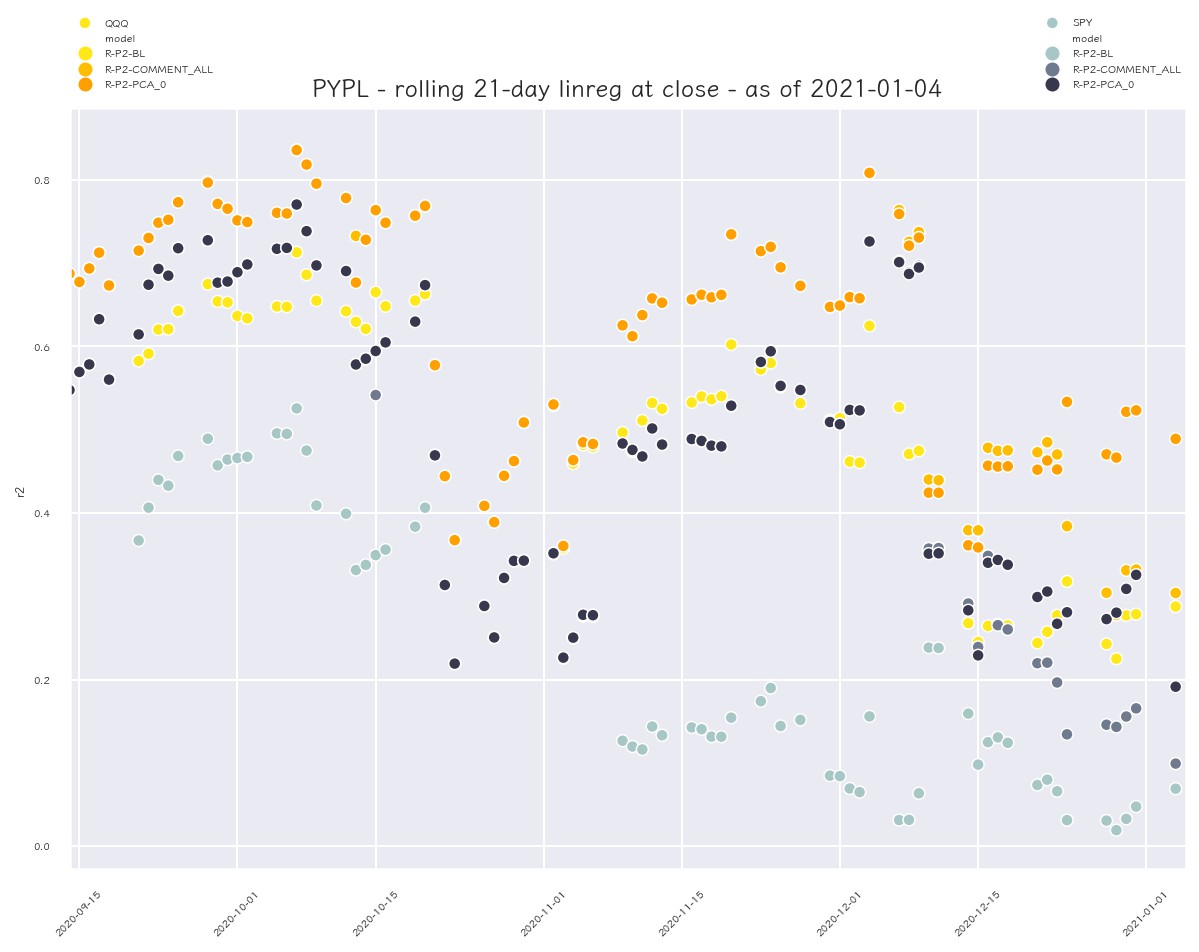 QQQ
model
R-P2-BL
R-P2-COMMENT_ALL
R-P2-PCA_0
SPY
model
R-P2-BL
R-P2-COMMENT_ALL
R-P2-PCA_0
PYPL - rolling 21-day linreg at close - as of 2021-01-04
r2
0.8
0.6
0.4
0.2
0.0
2020-09-15
2020-10-01
2020-10-15
2020-11-01
2020-11-15
2020-12-01
2020-12-15
2021-01-01